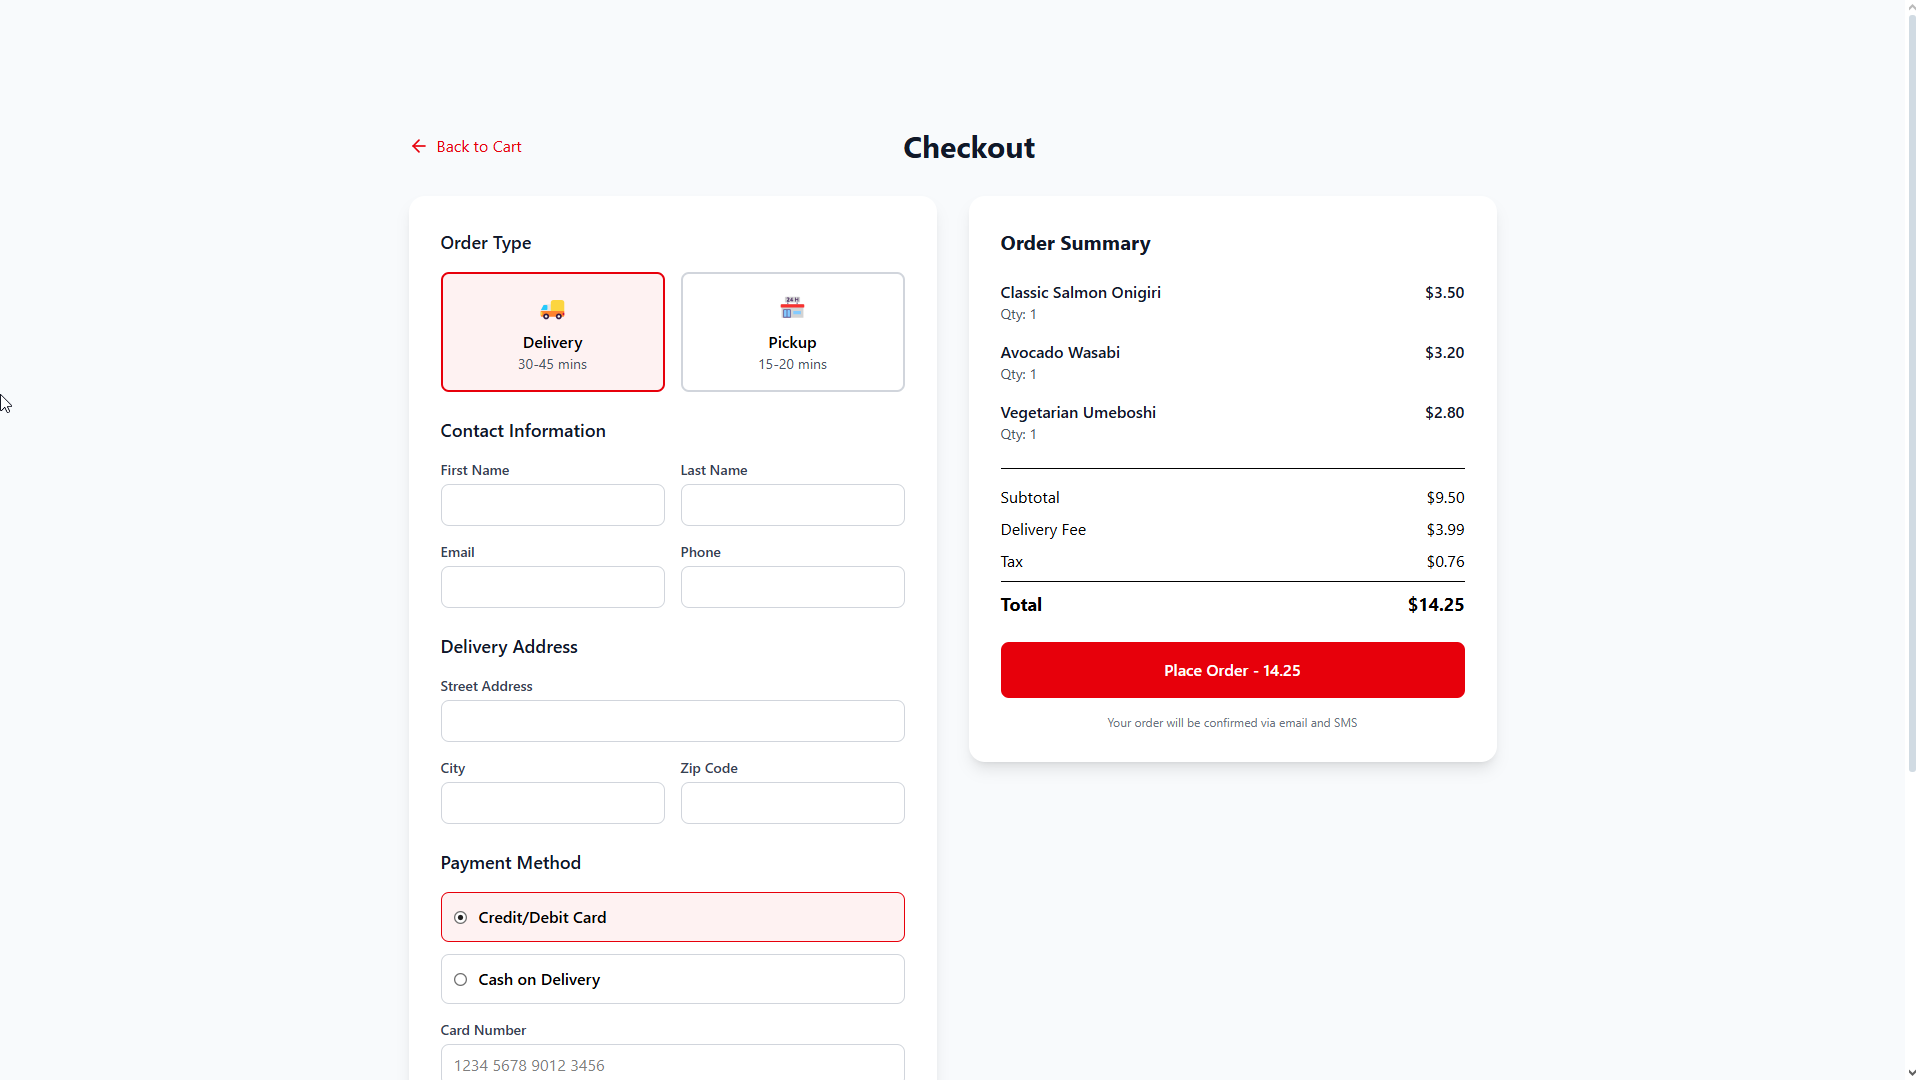 Back to Cart
Checkout
Order Type
Delivery
30-45 mins
24 H
Pickup
15-20 mins
Contact Information
First Name
Last Name
Email
Phone
Delivery Address
Street Address
City
Zip Code
Payment Method
Credit/Debit Card
Cash on Delivery
Card Number
1234 5678 9012 3456
Order Summary
Classic Salmon Onigiri $3.50
Qty: 1
Avocado Wasabi $3.20
Qty: 1
Vegetarian Umeboshi $2.80
Qty: 1
Subtotal $9.50
Delivery Fee $3.99
Tax $0.76
Total $14.25
Place Order - 14.25
Your order will be confirmed via email and SMS